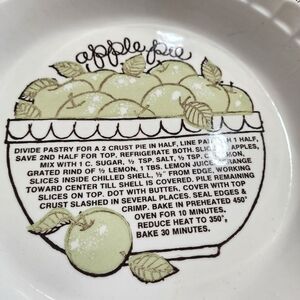 apple pie
DIVIDE PASTRY FOR A 2 CRUST PIE IN HALF, LINE PAN WITH 1 HALF,
SAVE 2ND HALF FOR TOP, REFRIGERATE BOTH. SLICE APPLES,
MIX WITH 1 C. SUGAR, ½ TSP. SALT, ½ TSP.
GRATED RIND OF ½ LEMON, 1 TBS. LEMON JUICE.
SLICES INSIDE CHILLED SHELL, ½" FROM EDGE, WORKING
TOWARD CENTER TILL SHELL IS COVERED. PILE REMAINING
SLICES ON TOP. DOT WITH BUTTER, COVER WITH TOP
CRUST SLASHED IN SEVERAL PLACES. SEAL EDGES &
CRIMP. BAKE IN PREHEATED 450°
OVEN FOR 10 MINUTES.
REDUCE HEAT TO 350°,
BAKE 30 MINUTES.